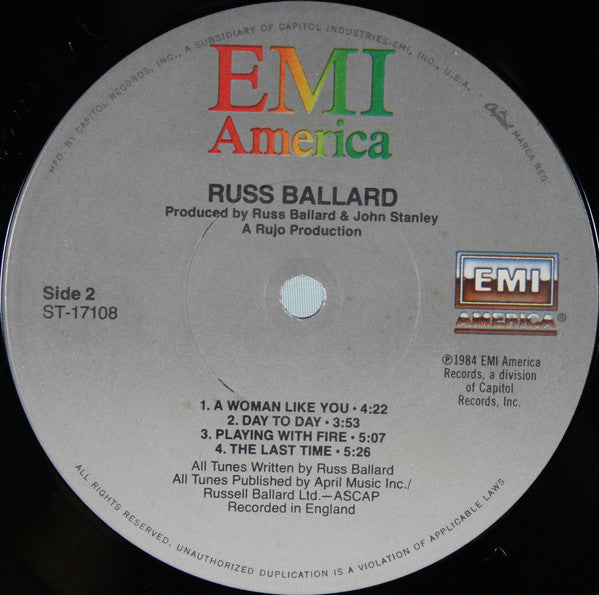 MFD. BY CAPITOL RECORDS, INC., A SUBSIDIARY OF CAPITOL INDUSTRIES-EMI, INC., U.S.A.
Capitol MARCA REG.
EMI
America
RUSS BALLARD
Produced by Russ Ballard & John Stanley
A Rujo Production
Side 2
ST-17108
EMI
AMERICA®
℗1984 EMI America
Records, a division
of Capitol
Records, Inc.
1. A WOMAN LIKE YOU • 4:22
2. DAY TO DAY • 3:53
3. PLAYING WITH FIRE • 5:07
4. THE LAST TIME • 5:26
All Tunes Written by Russ Ballard
All Tunes Published by April Music Inc./
Russell Ballard Ltd.—ASCAP
Recorded in England
ALL RIGHTS RESERVED. UNAUTHORIZED DUPLICATION IS A VIOLATION OF APPLICABLE LAWS